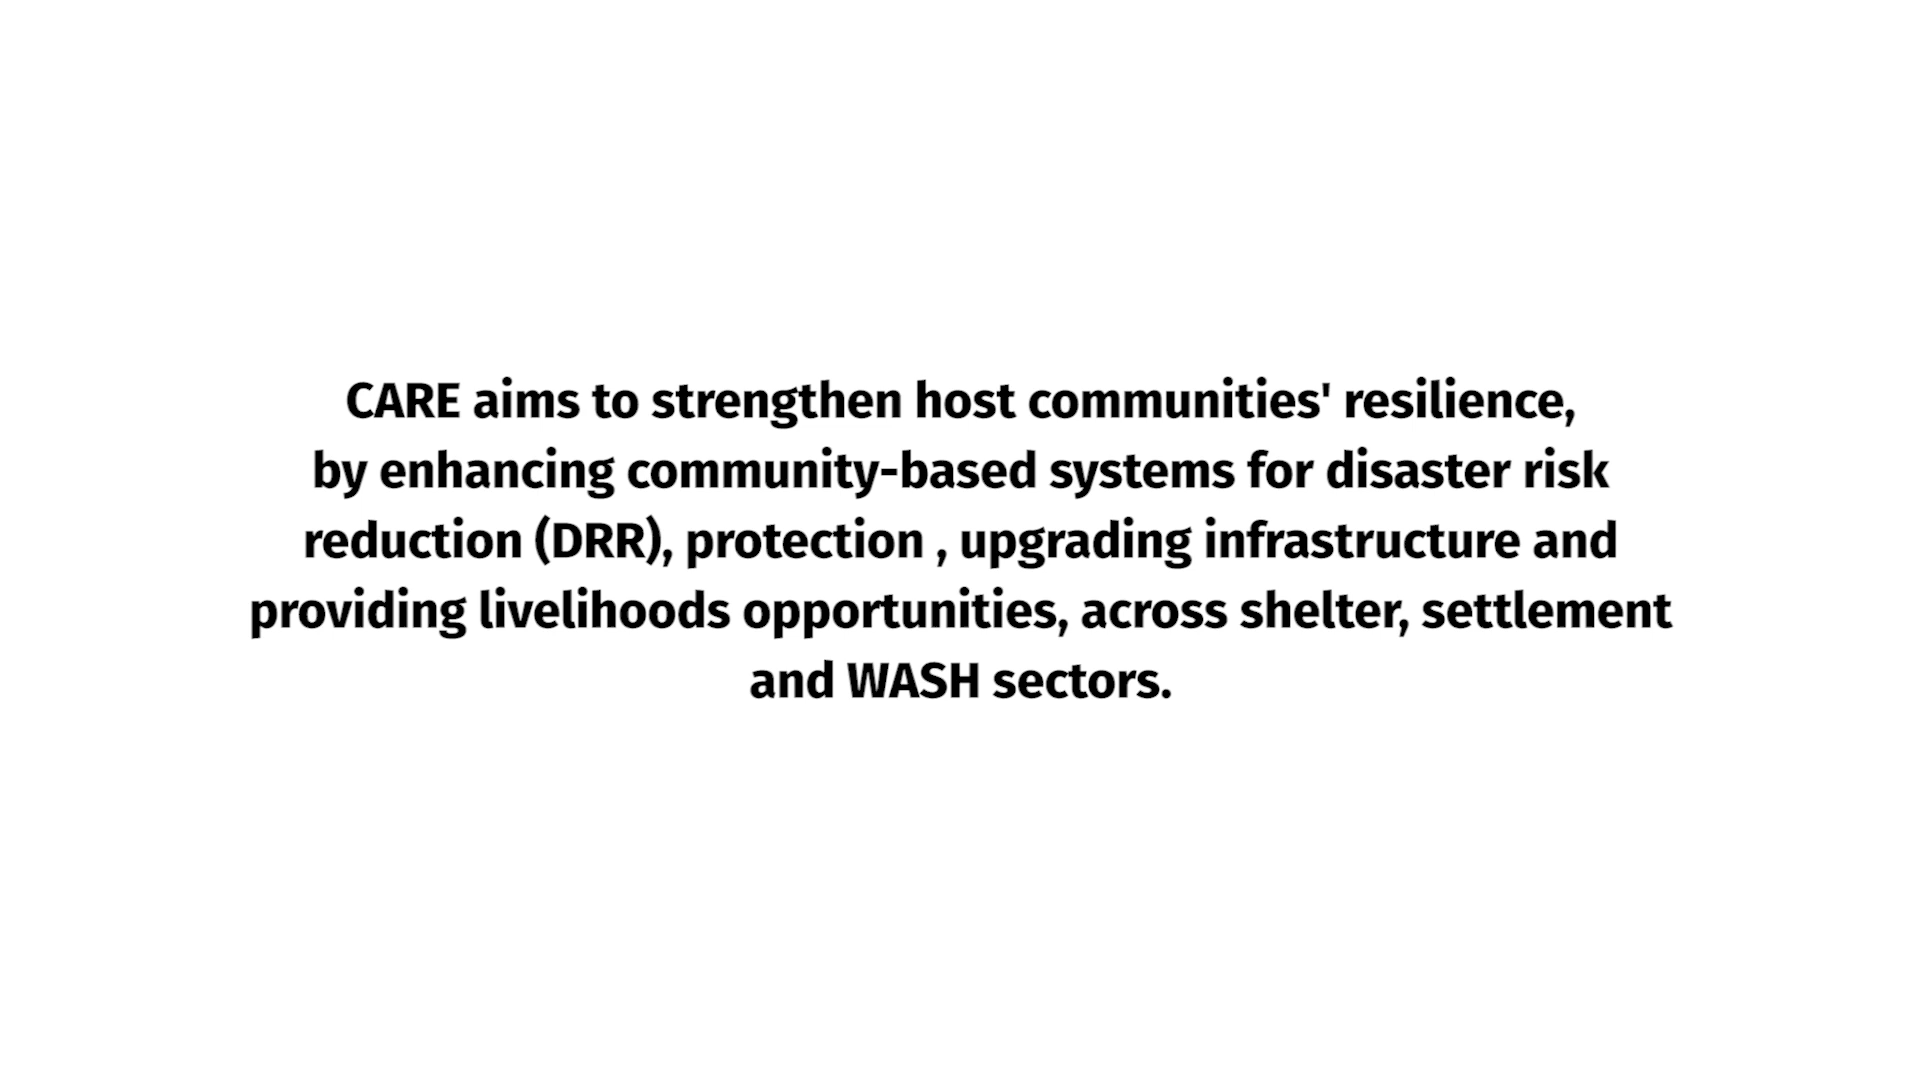 CARE aims to strengthen host communities' resilience,
by enhancing community-based systems for disaster risk
reduction (DRR), protection , upgrading infrastructure and
providing livelihoods opportunities, across shelter, settlement
and WASH sectors.